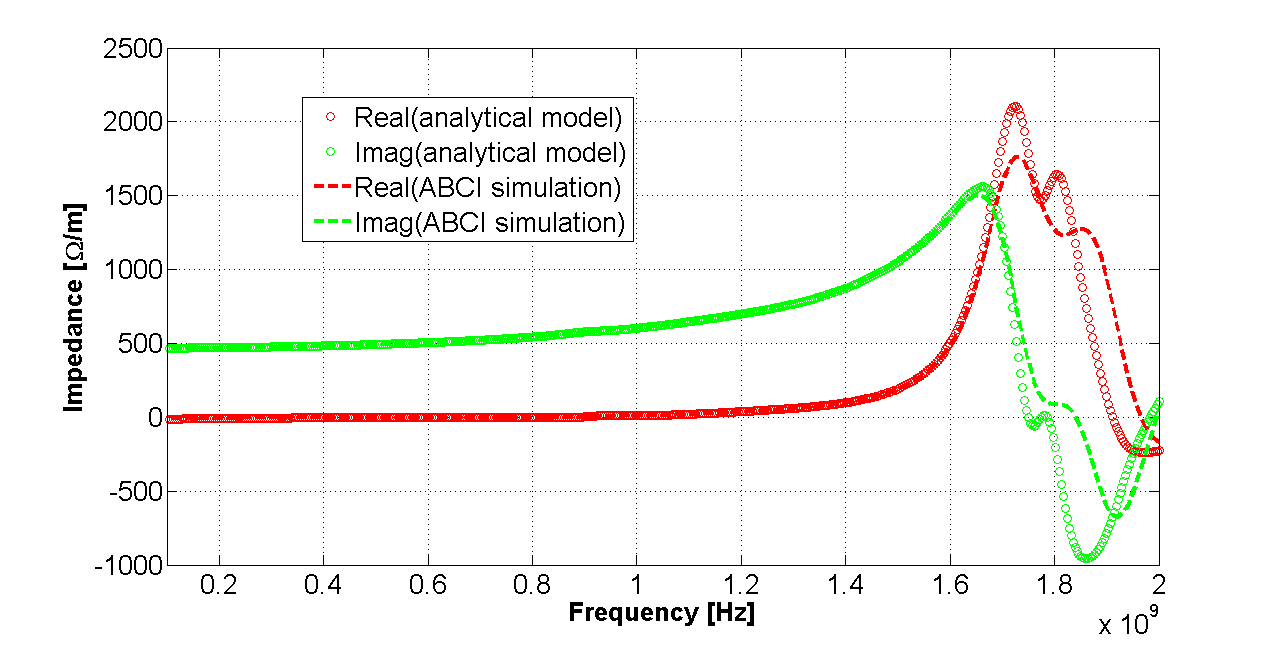 2500
2000
1500
1000
500
0
-500
-1000
Impedance [Ω/m]
Real(analytical model)
Imag(analytical model)
Real(ABCI simulation)
Imag(ABCI simulation)
0.2 0.4 0.6 0.8 1 1.2 1.4 1.6 1.8 2
Frequency [Hz]
x 10⁹